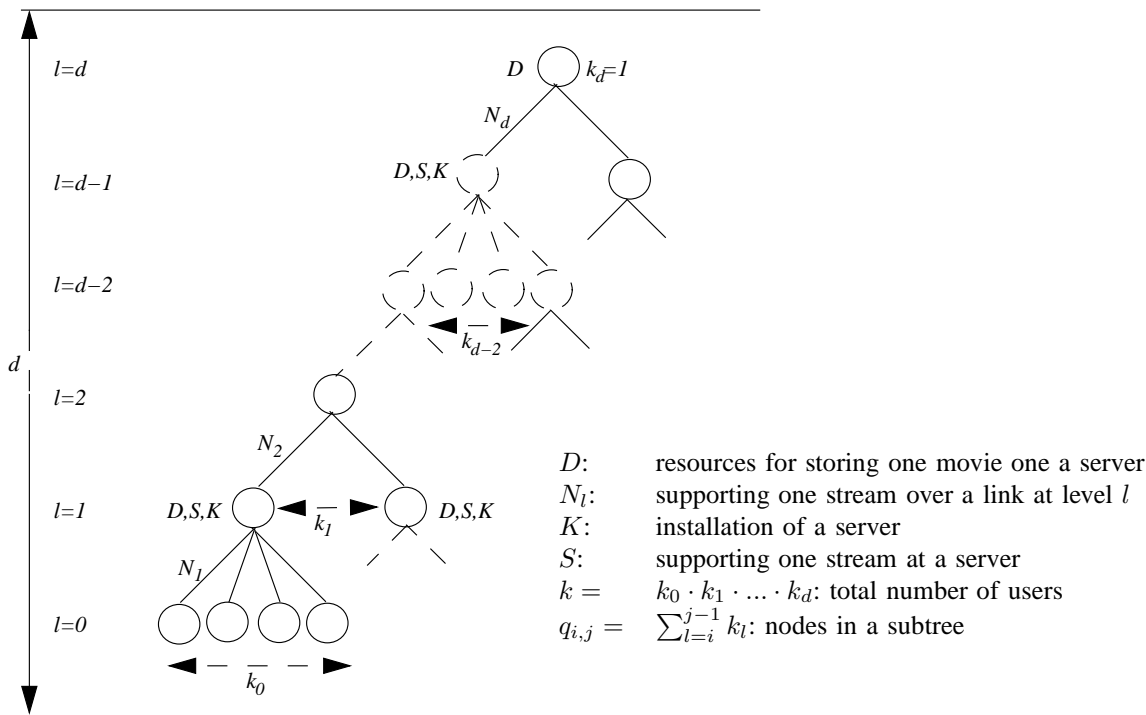 l=d
D
k_d=1
N_d
D,S,K
l=d−1
l=d−2
k_{d−2}
d
l=2
N_2
l=1
D,S,K
k_1
D,S,K
N_1
l=0
k_0
D: resources for storing one movie one a server
N_l: supporting one stream over a link at level l
K: installation of a server
S: supporting one stream at a server
k = k_0 · k_1 · ... · k_d: total number of users
q_{i,j} = ∑_{l=i}^{j−1} k_l: nodes in a subtree